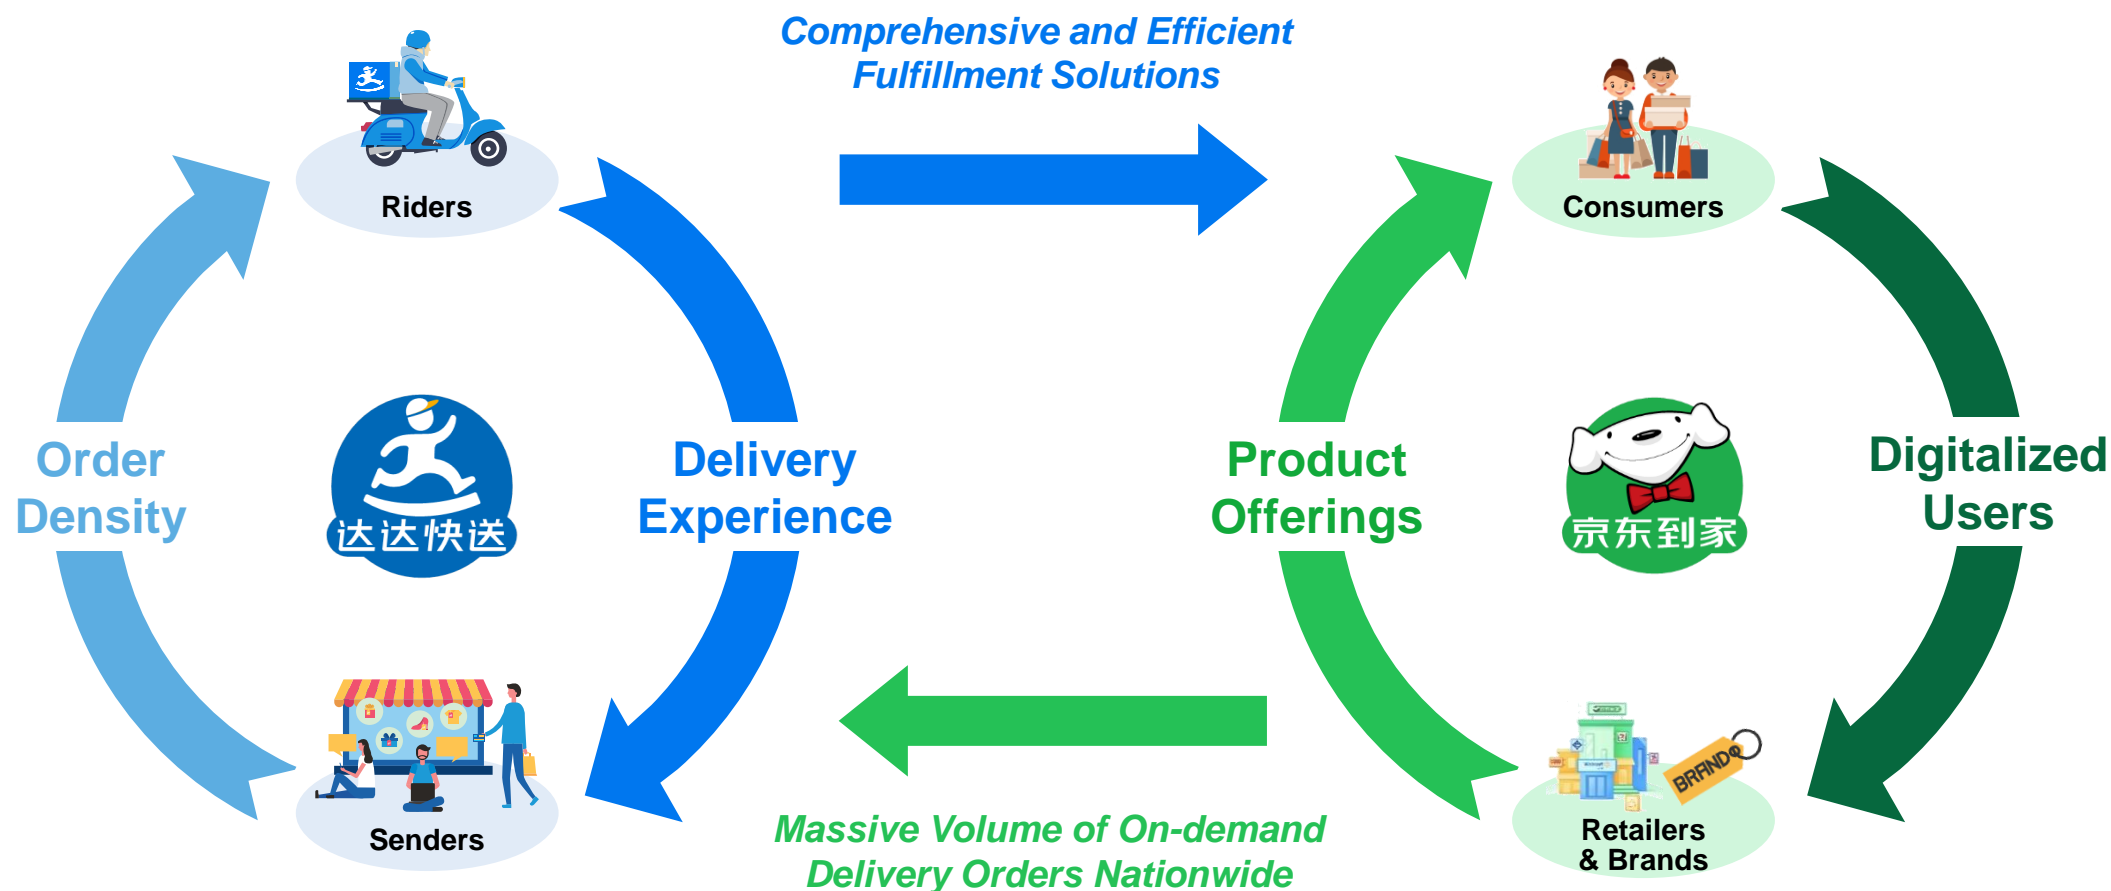 Comprehensive and Efficient
Fulfillment Solutions
Riders
Consumers
Order
Density
达达快送
Delivery
Experience
Product
Offerings
京东到家
Digitalized
Users
Senders
BRAND
Retailers
& Brands
Massive Volume of On-demand
Delivery Orders Nationwide